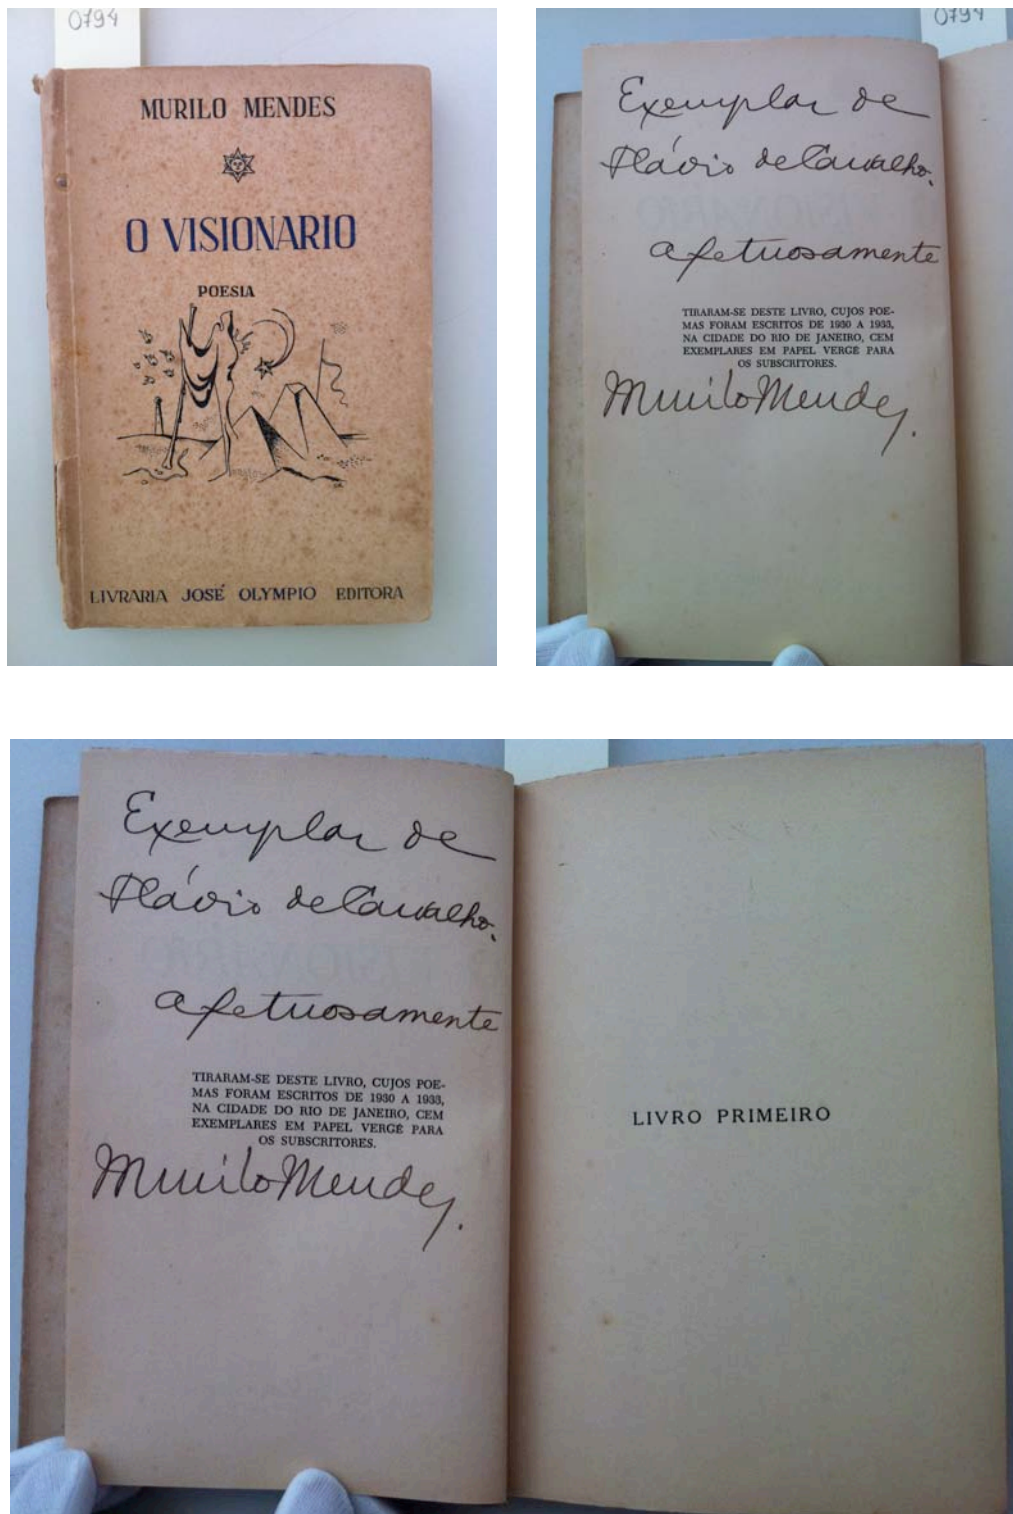 0794
MURILO MENDES
O VISIONARIO
POESIA
LIVRARIA JOSÉ OLYMPIO EDITORA
0794
Exemplar de
Flávio de Carvalho.
afetuosamente
TIRARAM-SE DESTE LIVRO, CUJOS POE-
MAS FORAM ESCRITOS DE 1930 A 1933,
NA CIDADE DO RIO DE JANEIRO, CEM
EXEMPLARES EM PAPEL VERGÉ PARA
OS SUBSCRITORES.
Murilo Mendes.
Exemplar de
Flávio de Carvalho.
afetuosamente
TIRARAM-SE DESTE LIVRO, CUJOS POE-
MAS FORAM ESCRITOS DE 1930 A 1933,
NA CIDADE DO RIO DE JANEIRO, CEM
EXEMPLARES EM PAPEL VERGÉ PARA
OS SUBSCRITORES.
Murilo Mendes.
LIVRO PRIMEIRO